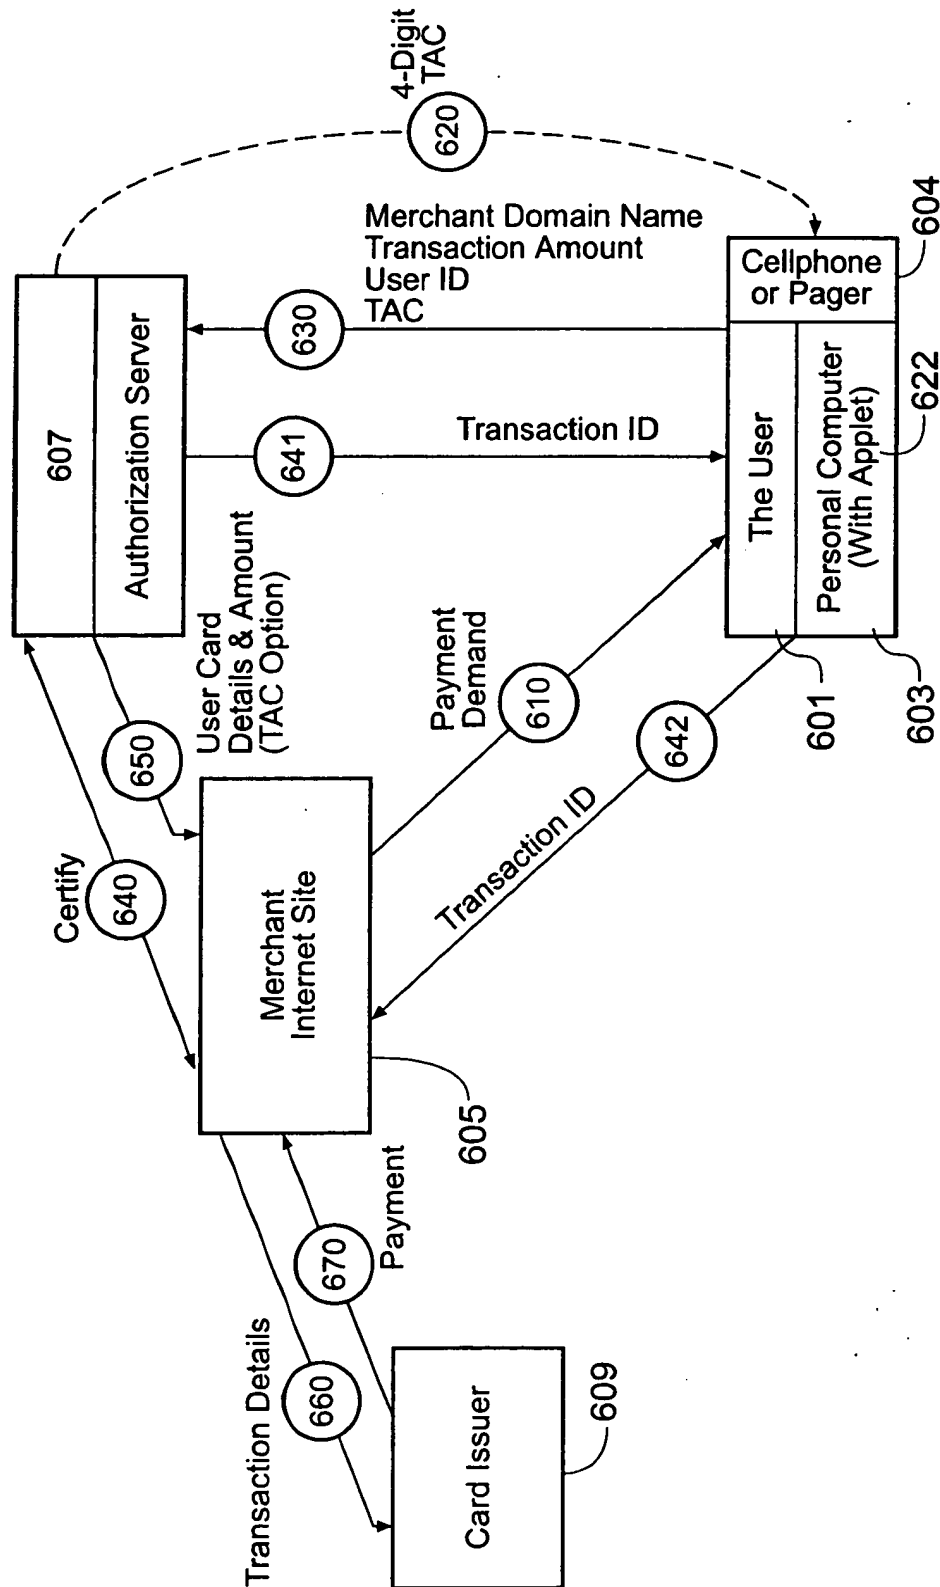 4-Digit
TAC
620
607
Authorization Server
Merchant Domain Name
Transaction Amount
User ID
TAC
630
641
Transaction ID
Cellphone
or Pager
604
The User
Personal Computer
(With Applet)
622
601
603
Certify
640
650
User Card
Details & Amount
(TAC Option)
Payment
Demand
610
642
Transaction ID
Merchant
Internet Site
605
Transaction Details
660
670
Payment
Card Issuer
609